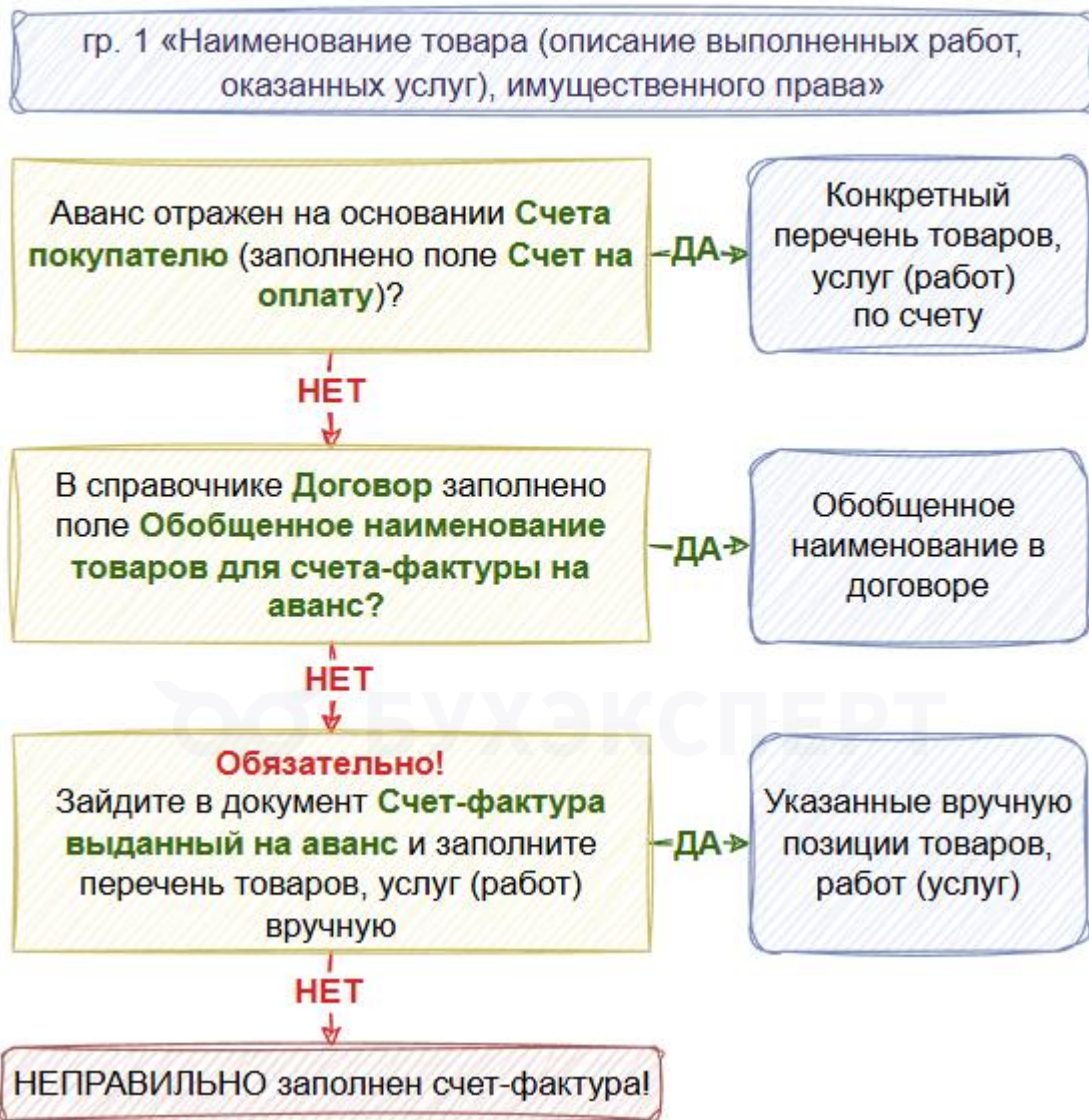 гр. 1 «Наименование товара (описание выполненных работ,
оказанных услуг), имущественного права»
Аванс отражен на основании Счета
покупателю (заполнено поле Счет на
оплату)?
ДА
Конкретный
перечень товаров,
услуг (работ)
по счету
НЕТ
В справочнике Договор заполнено
поле Обобщенное наименование
товаров для счета-фактуры на
аванс?
ДА
Обобщенное
наименование в
договоре
НЕТ
БУХЭКСПЕРТ
Обязательно!
Зайдите в документ Счет-фактура
выданный на аванс и заполните
перечень товаров, услуг (работ)
вручную
ДА
Указанные вручную
позиции товаров,
работ (услуг)
НЕТ
НЕПРАВИЛЬНО заполнен счет-фактура!